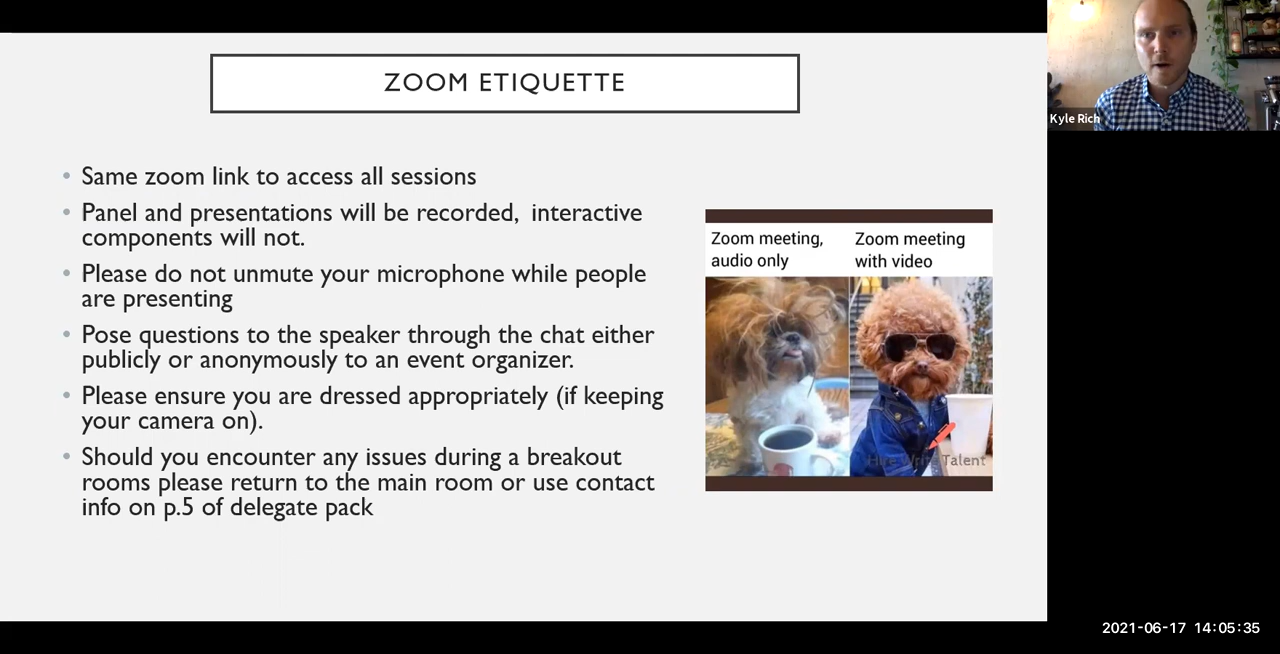 ZOOM ETIQUETTE
Same zoom link to access all sessions
Panel and presentations will be recorded, interactive
components will not.
Please do not unmute your microphone while people
are presenting
Pose questions to the speaker through the chat either
publicly or anonymously to an event organizer.
Please ensure you are dressed appropriately (if keeping
your camera on).
Should you encounter any issues during a breakout
rooms please return to the main room or use contact
info on p.5 of delegate pack
Zoom meeting,
audio only
Zoom meeting
with video
Talent
Kyle Rich
2021-06-17 14:05:35